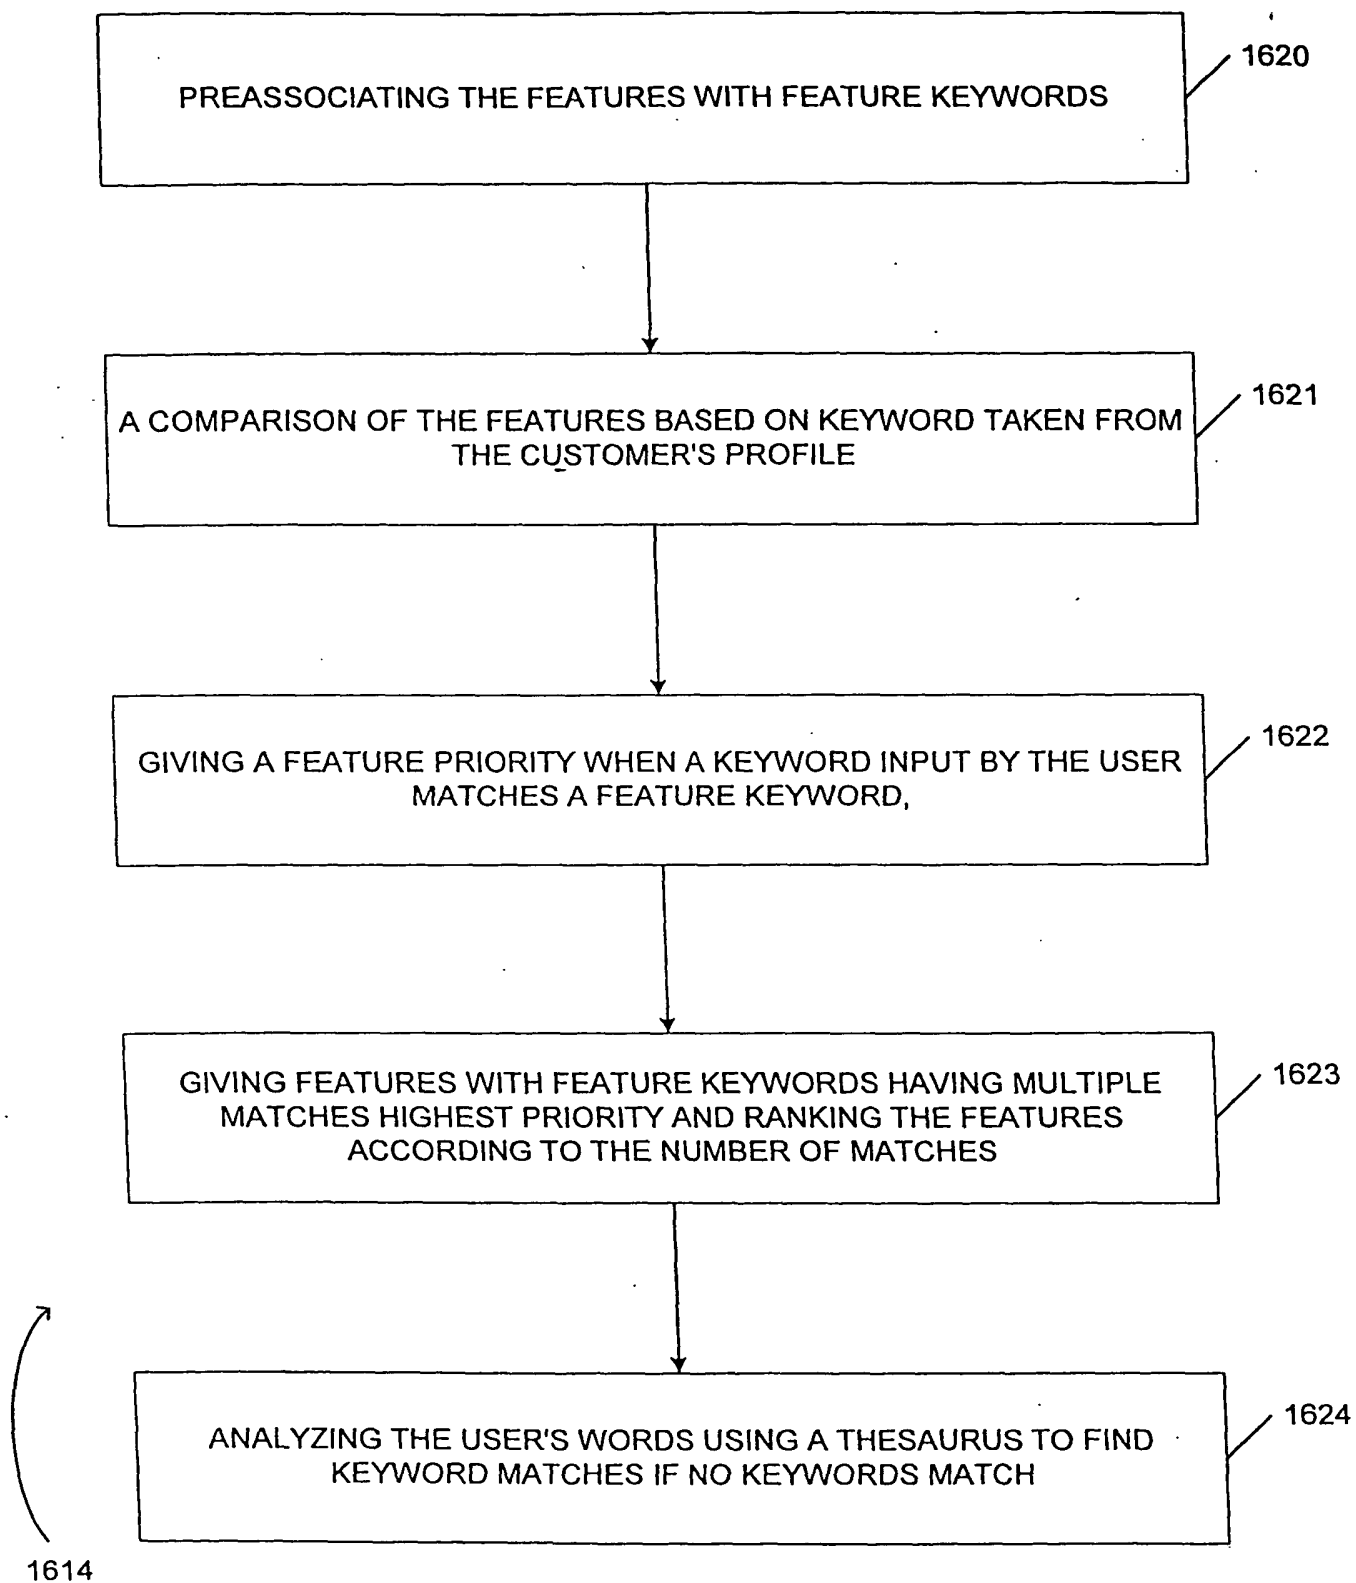 1620
PREASSOCIATING THE FEATURES WITH FEATURE KEYWORDS
1621
A COMPARISON OF THE FEATURES BASED ON KEYWORD TAKEN FROM
THE CUSTOMER'S PROFILE
1622
GIVING A FEATURE PRIORITY WHEN A KEYWORD INPUT BY THE USER
MATCHES A FEATURE KEYWORD,
1623
GIVING FEATURES WITH FEATURE KEYWORDS HAVING MULTIPLE
MATCHES HIGHEST PRIORITY AND RANKING THE FEATURES
ACCORDING TO THE NUMBER OF MATCHES
1624
ANALYZING THE USER'S WORDS USING A THESAURUS TO FIND
KEYWORD MATCHES IF NO KEYWORDS MATCH
1614